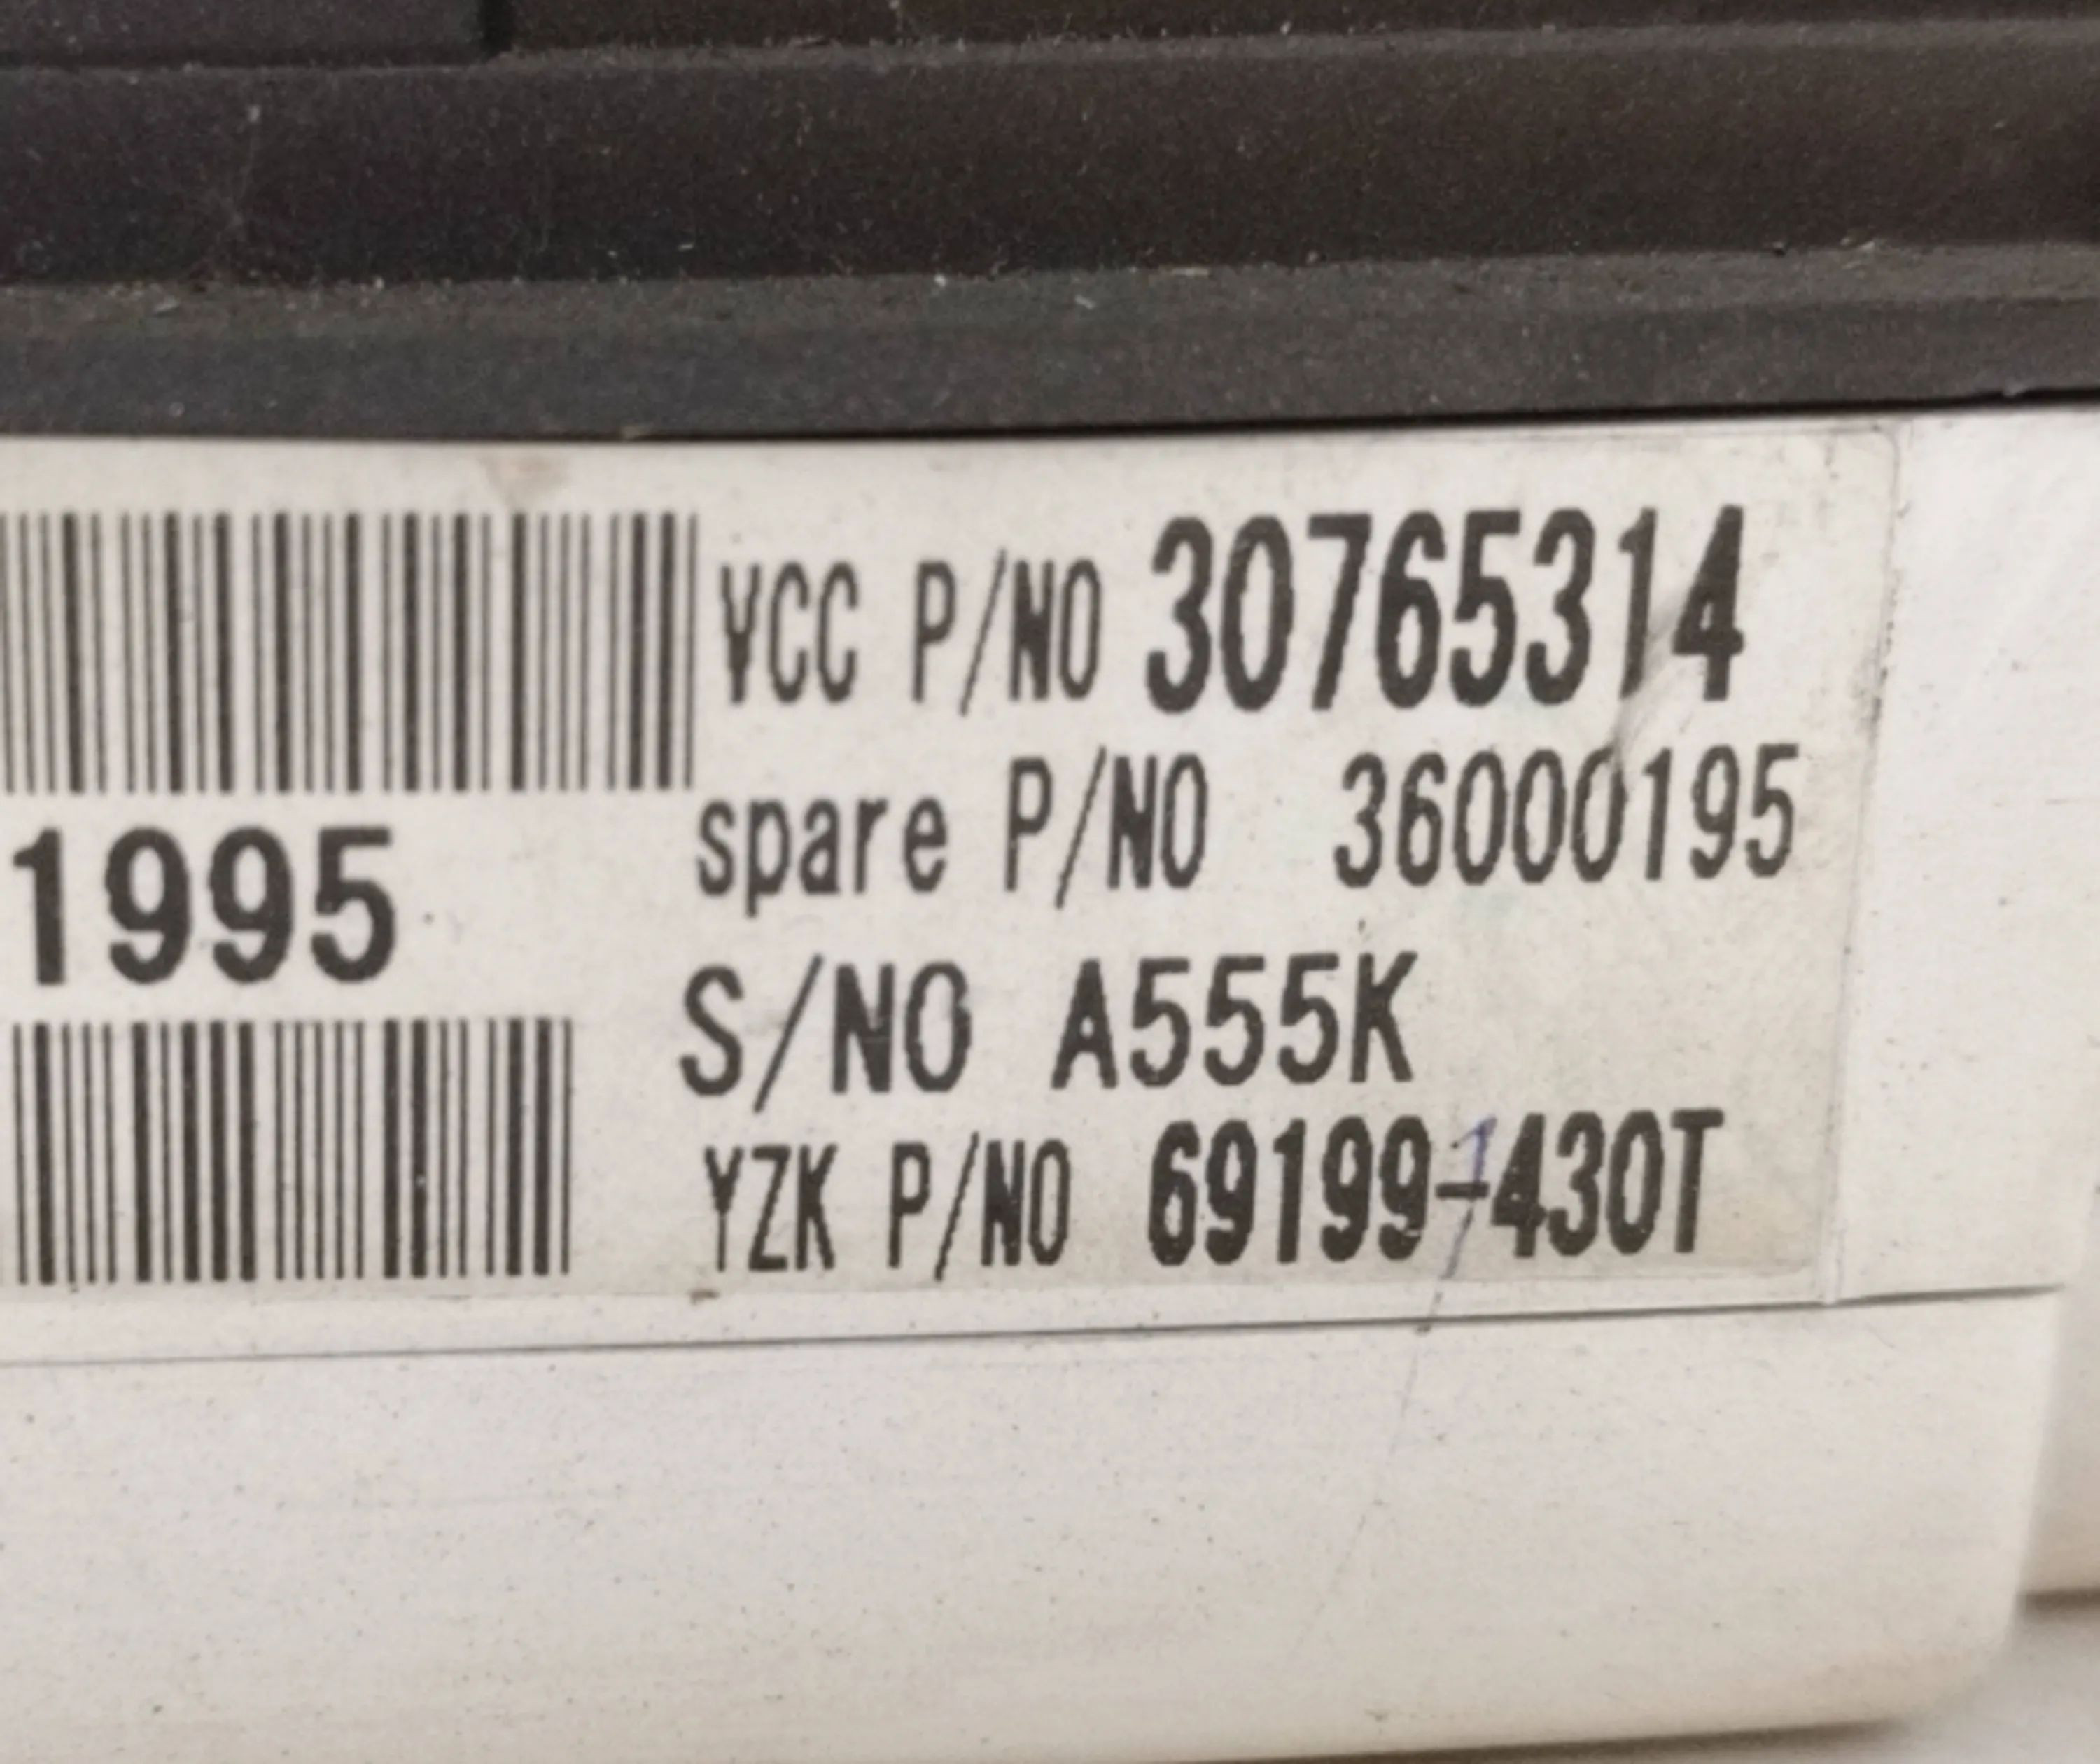 VCC P/NO 30765314
spare P/NO 36000195
1995
S/NO A555K
YZK P/NO 69199-430T